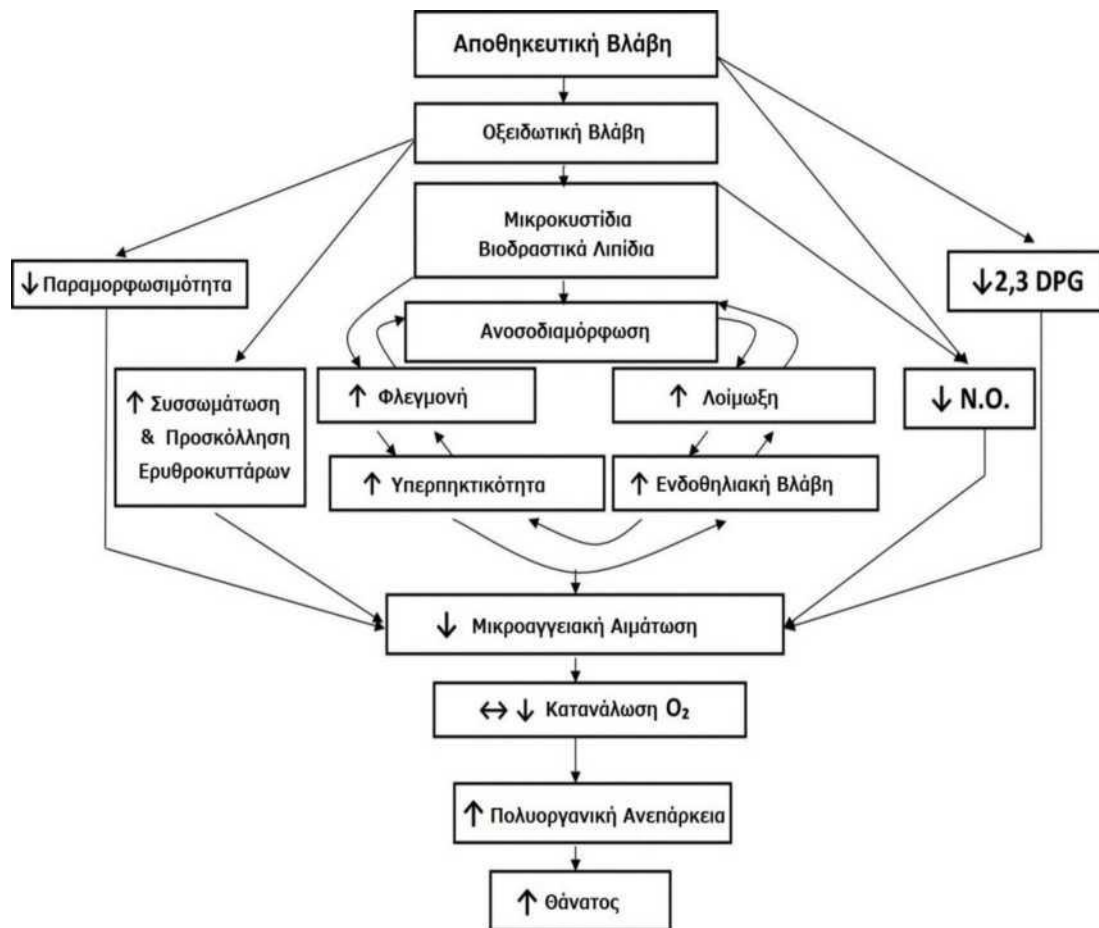 Αποθηκευτική Βλάβη
Οξειδωτική Βλάβη
Μικροκυστίδια
Βιοδραστικά Λιπίδια
↓ Παραμορφωσιμότητα
↓2,3 DPG
Ανοσοδιαμόρφωση
↑ Συσσωμάτωση
& Προσκόλληση
Ερυθροκυττάρων
↑ Φλεγμονή
↑ Λοίμωξη
↓ N.O.
↑ Υπερπηκτικότητα
↑ Ενδοθηλιακή Βλάβη
↓ Μικροαγγειακή Αιμάτωση
↔ ↓ Κατανάλωση O₂
↑ Πολυοργανική Ανεπάρκεια
↑ Θάνατος